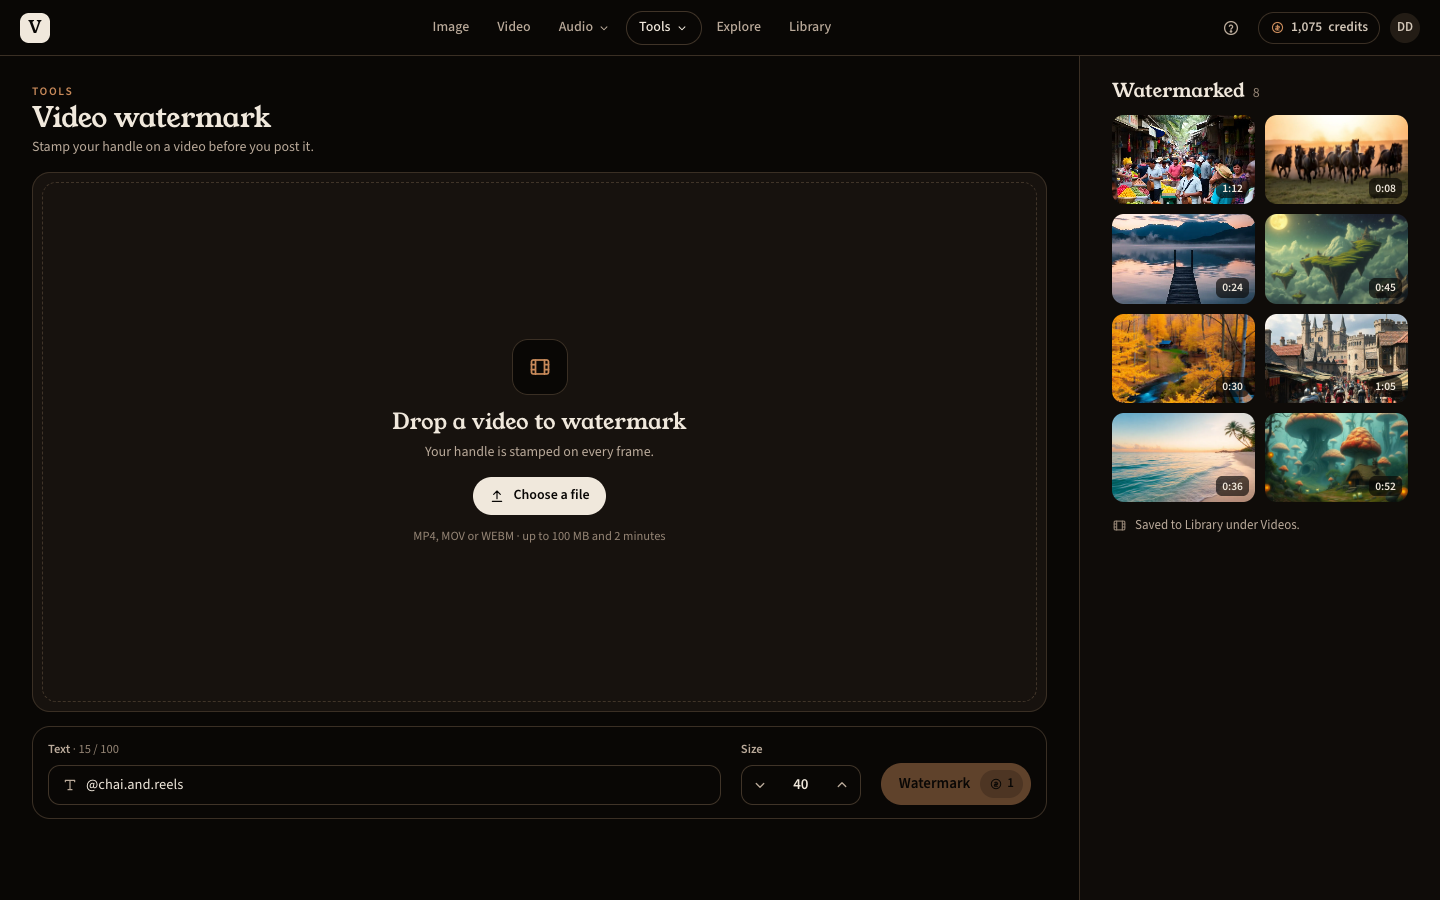 V
Image
Video
Audio
Tools
Explore
Library
1,075 credits
DD
TOOLS
Video watermark
Stamp your handle on a video before you post it.
Drop a video to watermark
Your handle is stamped on every frame.
Choose a file
MP4, MOV or WEBM · up to 100 MB and 2 minutes
Text · 15 / 100
@chai.and.reels
Size
40
Watermark 1
Watermarked 8
1:12
0:08
0:24
0:45
0:30
1:05
0:36
0:52
Saved to Library under Videos.